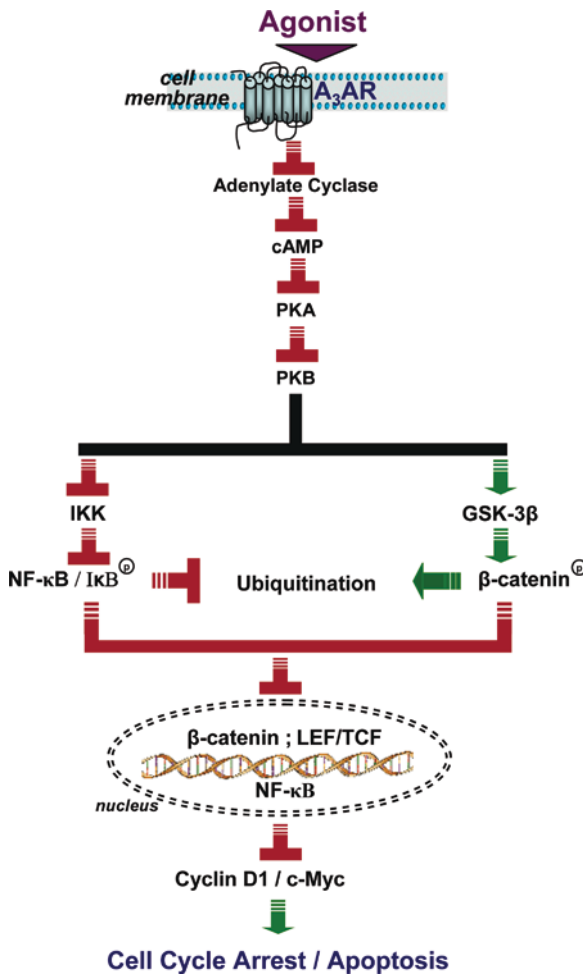 Agonist
cell
membrane
A₃AR
Adenylate Cyclase
cAMP
PKA
PKB
IKK
GSK-3β
NF-κB / IκB ⓟ
Ubiquitination
β-catenin ⓟ
β-catenin ; LEF/TCF
NF-κB
nucleus
Cyclin D1 / c-Myc
Cell Cycle Arrest / Apoptosis